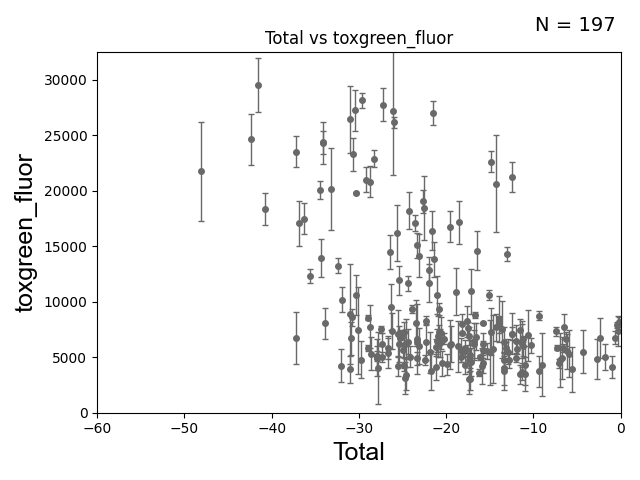 N = 197
Total vs toxgreen_fluor
30000
25000
20000
15000
10000
5000
0
toxgreen_fluor
−60 −50 −40 −30 −20 −10 0
Total